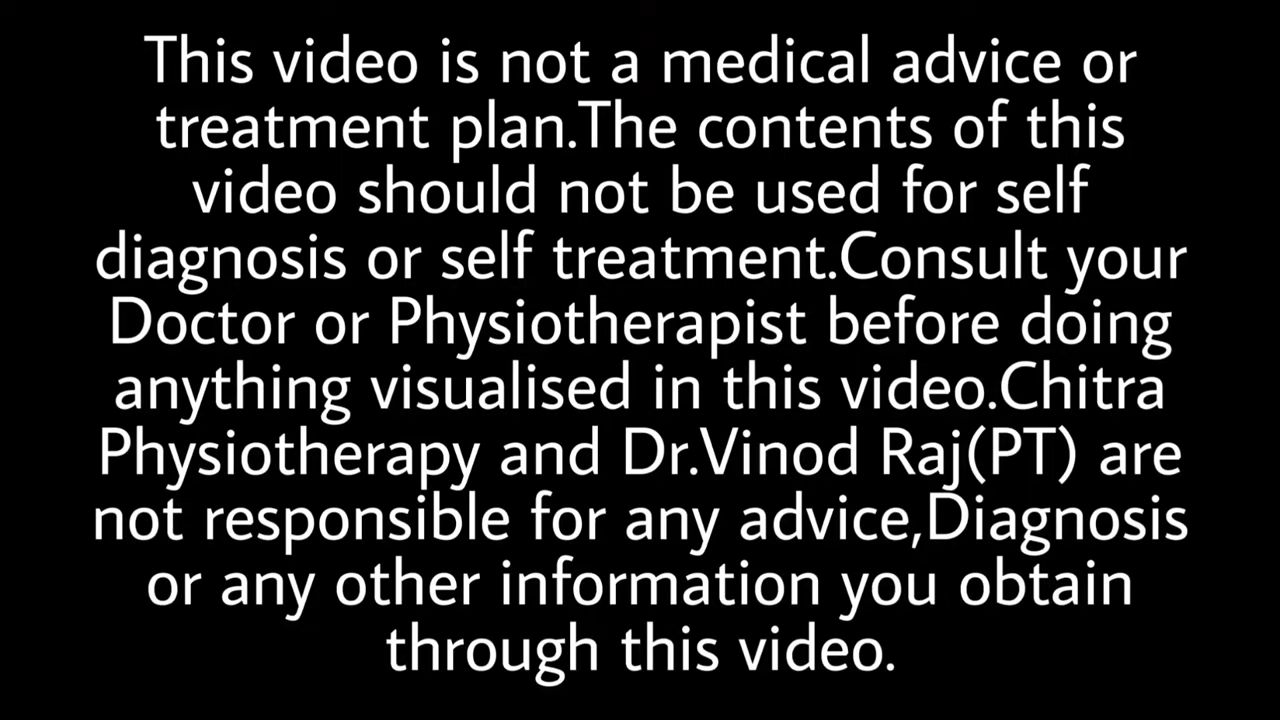 This video is not a medical advice or
treatment plan.The contents of this
video should not be used for self
diagnosis or self treatment.Consult your
Doctor or Physiotherapist before doing
anything visualised in this video.Chitra
Physiotherapy and Dr.Vinod Raj(PT) are
not responsible for any advice,Diagnosis
or any other information you obtain
through this video.